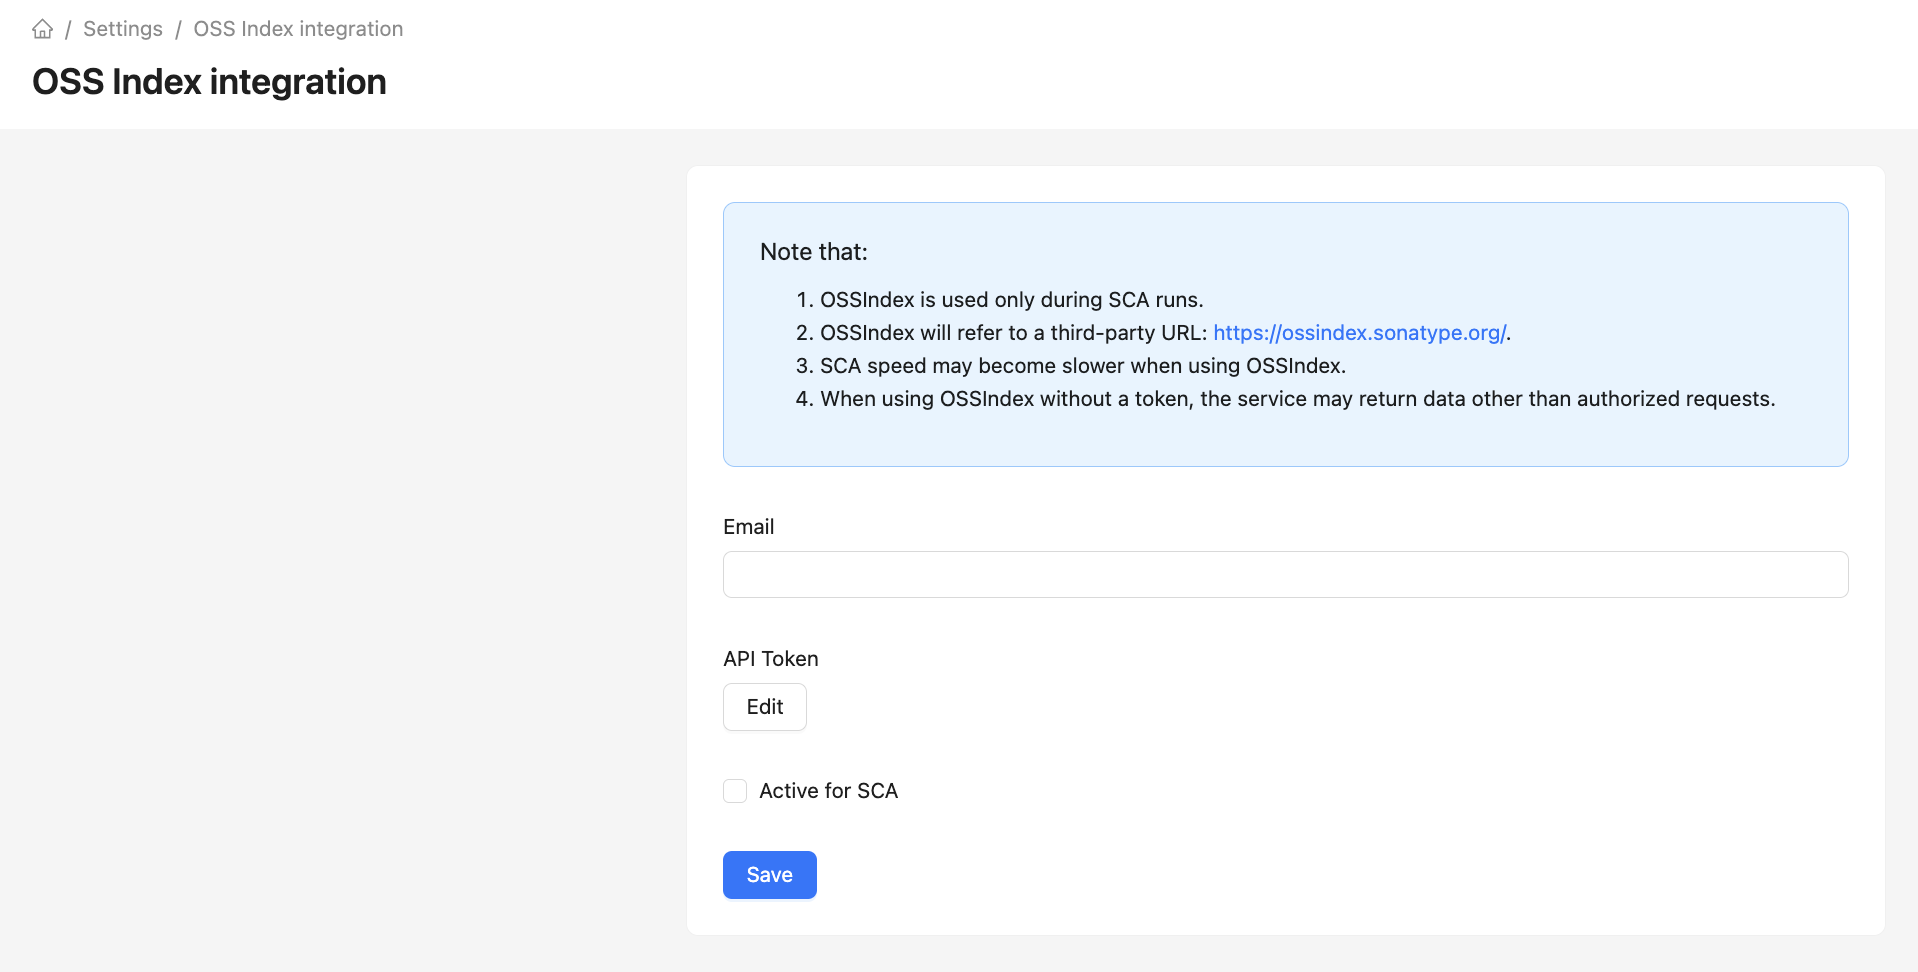 / Settings / OSS Index integration
OSS Index integration
Note that:
1. OSSIndex is used only during SCA runs.
2. OSSIndex will refer to a third-party URL: https://ossindex.sonatype.org/.
3. SCA speed may become slower when using OSSIndex.
4. When using OSSIndex without a token, the service may return data other than authorized requests.
Email
API Token
Edit
Active for SCA
Save